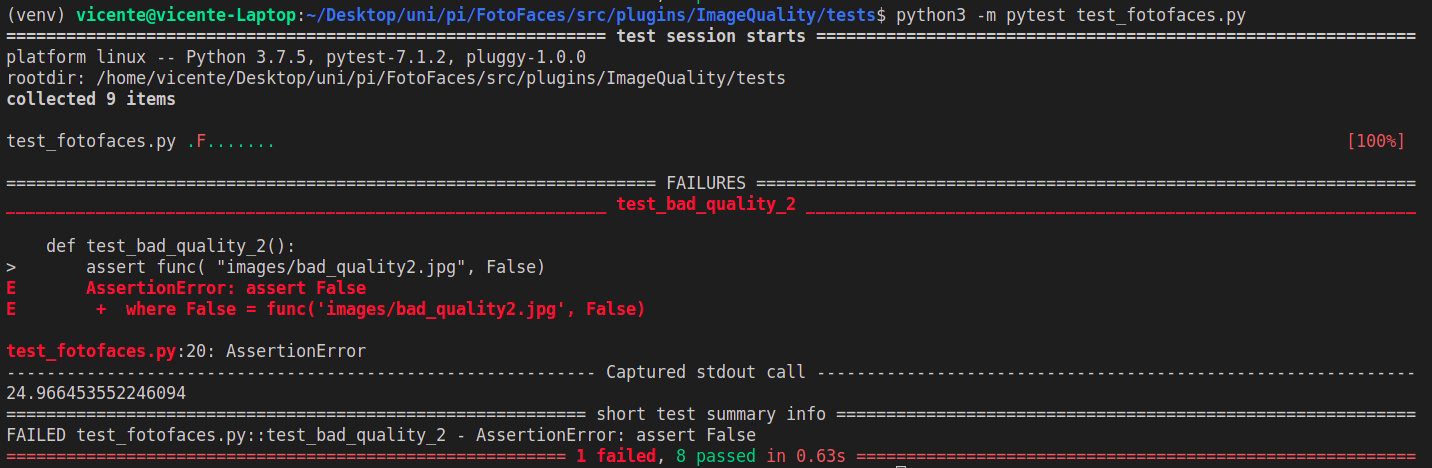 (venv) vicente@vicente-Laptop:~/Desktop/uni/pi/FotoFaces/src/plugins/ImageQuality/tests$ python3 -m pytest test_fotofaces.py
============================================================ test session starts ============================================================
platform linux -- Python 3.7.5, pytest-7.1.2, pluggy-1.0.0
rootdir: /home/vicente/Desktop/uni/pi/FotoFaces/src/plugins/ImageQuality/tests
collected 9 items

test_fotofaces.py .F....... [100%]

================================================================= FAILURES ==================================================================
____________________________________________________________ test_bad_quality_2 _____________________________________________________________

    def test_bad_quality_2():
>       assert func( "images/bad_quality2.jpg", False)
E       AssertionError: assert False
E        +  where False = func('images/bad_quality2.jpg', False)

test_fotofaces.py:20: AssertionError
----------------------------------------------------------- Captured stdout call ------------------------------------------------------------
24.966453552246094
========================================================== short test summary info ==========================================================
FAILED test_fotofaces.py::test_bad_quality_2 - AssertionError: assert False
======================================================== 1 failed, 8 passed in 0.63s ========================================================